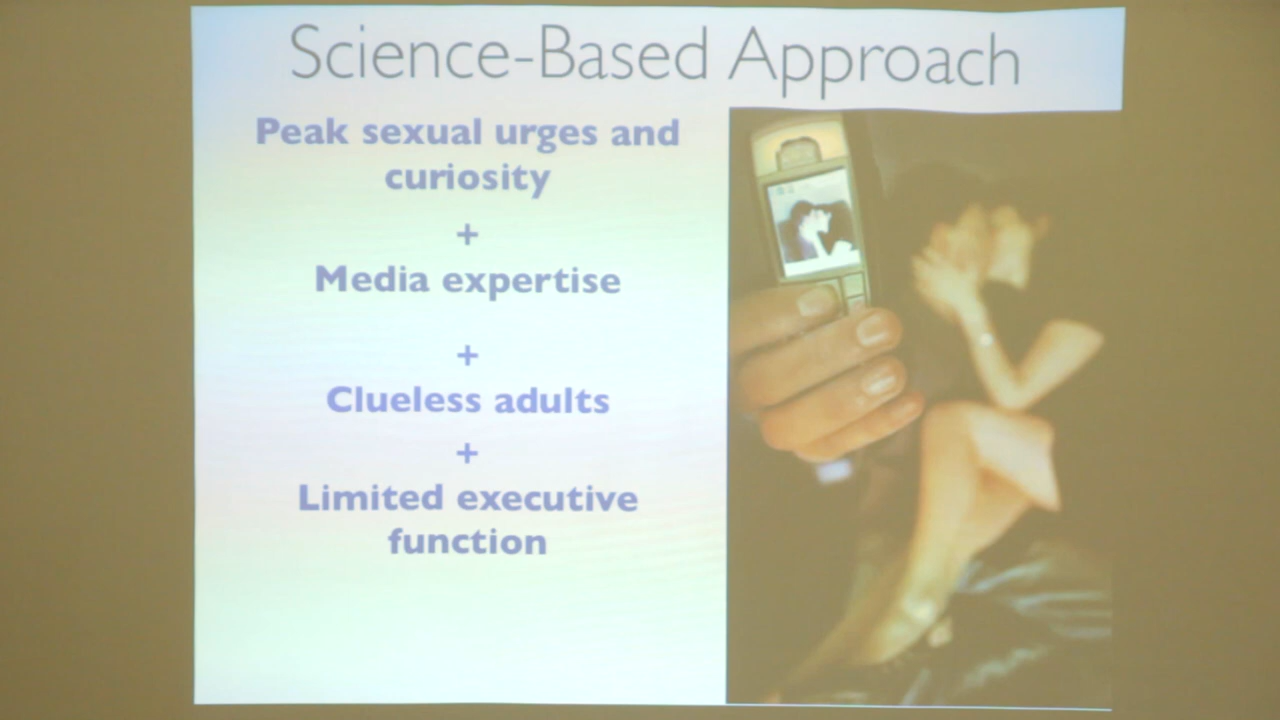 Science-Based Approach
Peak sexual urges and
curiosity
+
Media expertise
+
Clueless adults
+
Limited executive
function